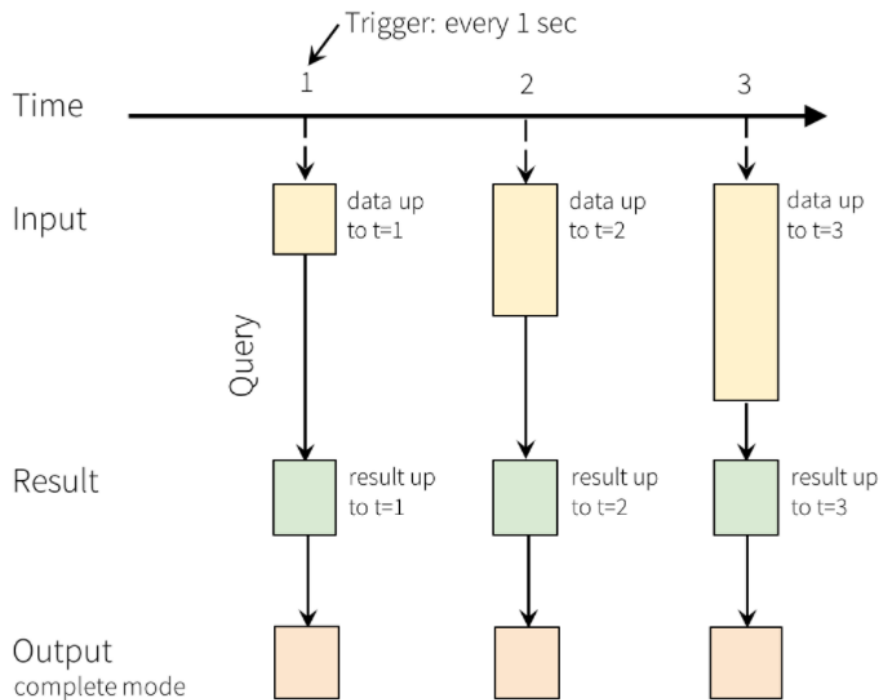 Trigger: every 1 sec
1 2 3
Time
Input
data up
to t=1
data up
to t=2
data up
to t=3
Query
Result
result up
to t=1
result up
to t=2
result up
to t=3
Output
complete mode